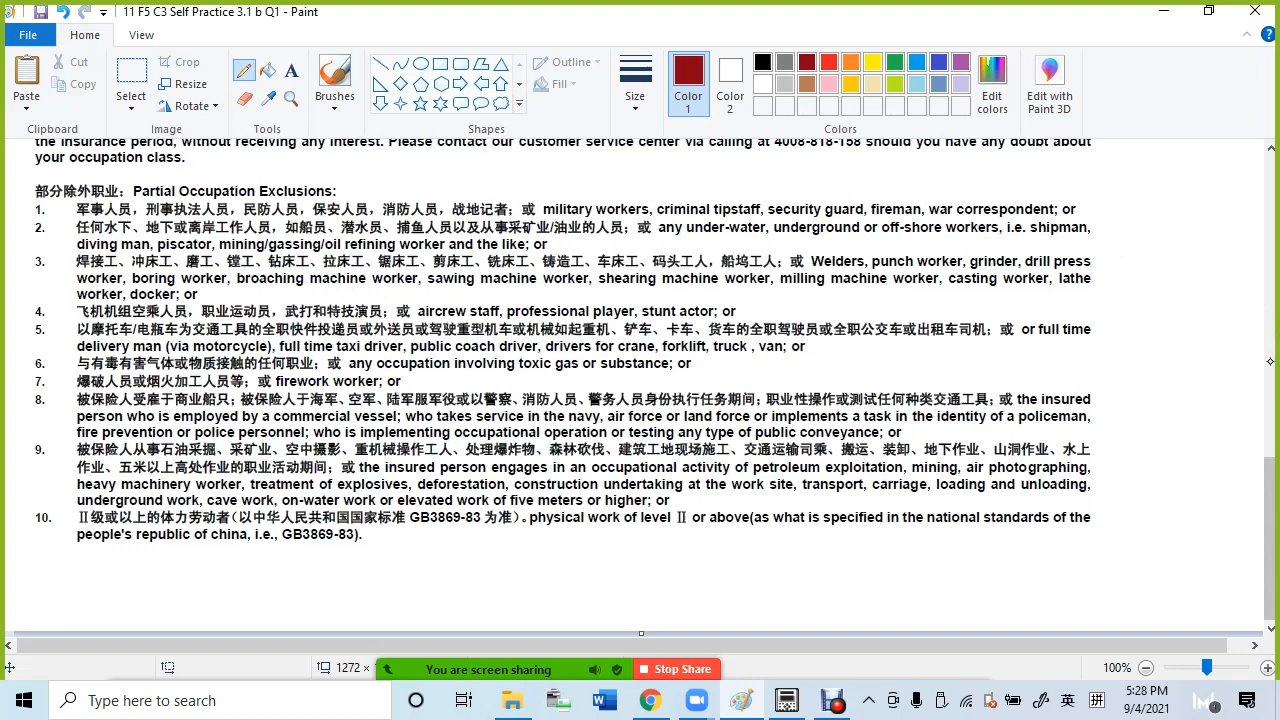 11 F5 C3 Self Practice 3.1 b Q1 - Paint
File Home View
Paste Cut Copy Select Crop Resize Rotate Brushes Outline Fill Size Color 1 Color 2 Edit colors Edit with Paint 3D
Clipboard Image Tools Shapes Colors
the insurance period, without receiving any interest. Please contact our customer service center via calling at 4008-818-158 should you have any doubt about
your occupation class.
部分除外职业：Partial Occupation Exclusions:
1. 军事人员，刑事执法人员，民防人员，保安人员，消防人员，战地记者；或 military workers, criminal tipstaff, security guard, fireman, war correspondent; or
2. 任何水下、地下或离岸工作人员，如船员、潜水员、捕鱼人员以及从事采矿业/油业的人员；或 any under-water, underground or off-shore workers, i.e. shipman,
diving man, piscator, mining/gassing/oil refining worker and the like; or
3. 焊接工、冲床工、磨工、镗工、钻床工、拉床工、锯床工、剪床工、铣床工、铸造工、车床工、码头工人，船坞工人；或 Welders, punch worker, grinder, drill press
worker, boring worker, broaching machine worker, sawing machine worker, shearing machine worker, milling machine worker, casting worker, lathe
worker, docker; or
4. 飞机机组空乘人员，职业运动员，武打和特技演员；或 aircrew staff, professional player, stunt actor; or
5. 以摩托车/电瓶车为交通工具的全职快件投递员或外送员或驾驶重型机车或机械如起重机、铲车、卡车、货车的全职驾驶员或全职公交车或出租车司机；或 or full time
delivery man (via motorcycle), full time taxi driver, public coach driver, drivers for crane, forklift, truck , van; or
6. 与有毒有害气体或物质接触的任何职业；或 any occupation involving toxic gas or substance; or
7. 爆破人员或烟火加工人员等；或 firework worker; or
8. 被保险人受雇于商业船只；被保险人于海军、空军、陆军服军役或以警察、消防人员、警务人员身份执行任务期间；职业性操作或测试任何种类交通工具；或 the insured
person who is employed by a commercial vessel; who takes service in the navy, air force or land force or implements a task in the identity of a policeman,
fire prevention or police personnel; who is implementing occupational operation or testing any type of public conveyance; or
9. 被保险人从事石油采掘、采矿业、空中摄影、重机械操作工人、处理爆炸物、森林砍伐、建筑工地现场施工、交通运输司乘、搬运、装卸、地下作业、山洞作业、水上
作业、五米以上高处作业的职业活动期间；或 the insured person engages in an occupational activity of petroleum exploitation, mining, air photographing,
heavy machinery worker, treatment of explosives, deforestation, construction undertaking at the work site, transport, carriage, loading and unloading,
underground work, cave work, on-water work or elevated work of five meters or higher; or
10. Ⅱ级或以上的体力劳动者（以中华人民共和国国家标准 GB3869-83 为准）。physical work of level Ⅱ or above(as what is specified in the national standards of the
people's republic of china, i.e., GB3869-83).
1272 ×
You are screen sharing Stop Share
100%
Type here to search
英 拼
5:28 PM
9/4/2021